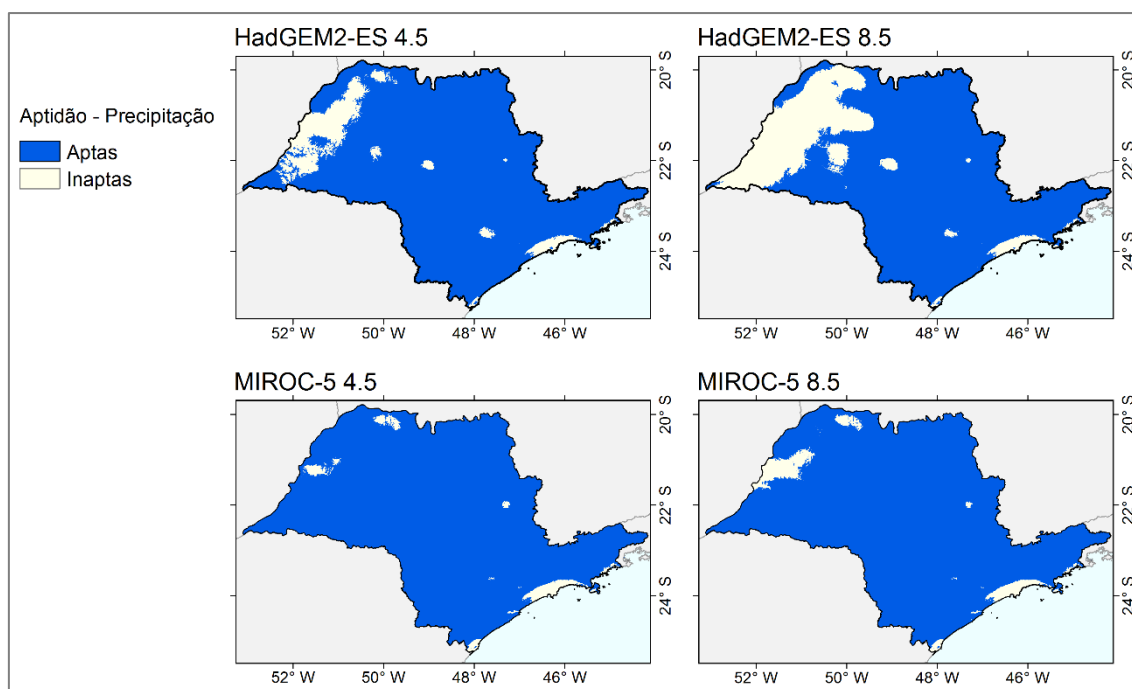 HadGEM2-ES 4.5
HadGEM2-ES 8.5
Aptidão - Precipitação
Aptas
Inaptas
20° S
22° S
24° S
20° S
22° S
24° S
52° W 50° W 48° W 46° W
52° W 50° W 48° W 46° W
MIROC-5 4.5
MIROC-5 8.5
20° S
22° S
24° S
20° S
22° S
24° S
52° W 50° W 48° W 46° W
52° W 50° W 48° W 46° W